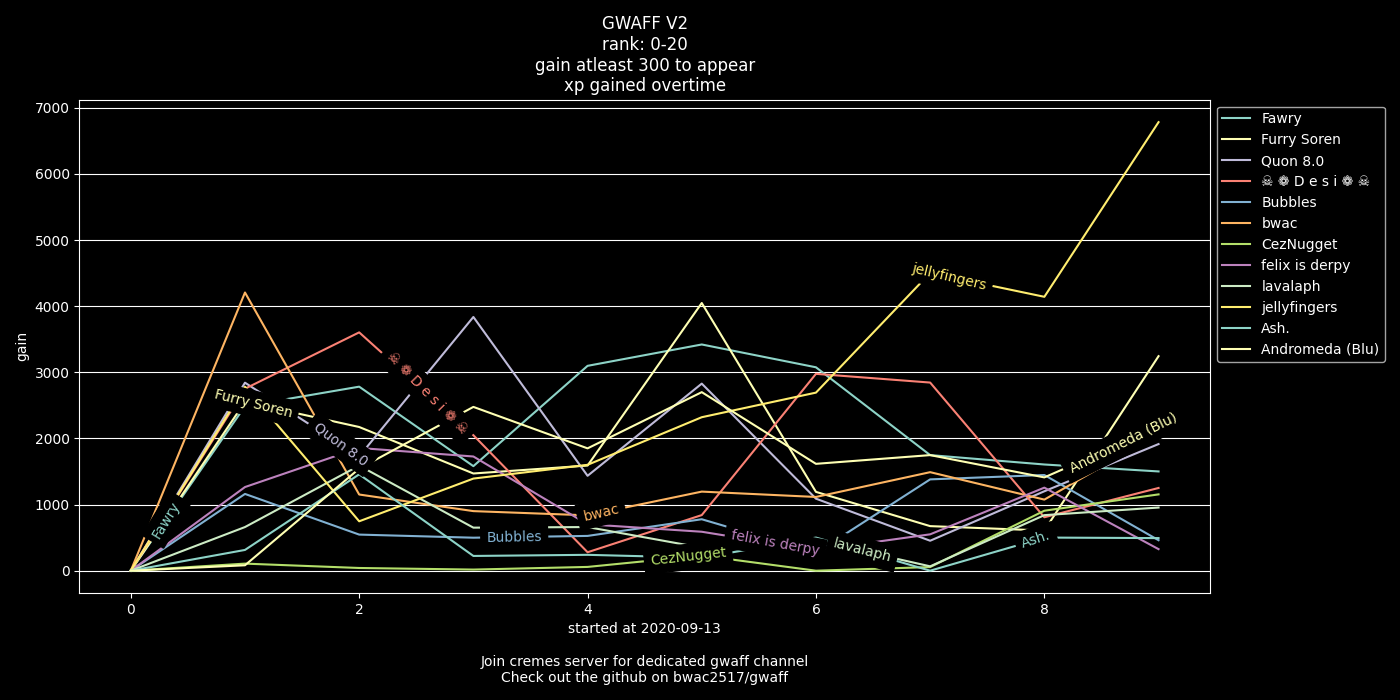 GWAFF V2
rank: 0-20
gain atleast 300 to appear
xp gained overtime
7000
6000
5000
4000
3000
2000
1000
0
gain
0
2
4
6
8
started at 2020-09-13
Join cremes server for dedicated gwaff channel
Check out the github on bwac2517/gwaff
Fawry
Furry Soren
Quon 8.0
☠ ❁ D e s i ❁ ☠
Bubbles
bwac
CezNugget
felix is derpy
lavalaph
jellyfingers
Ash.
Andromeda (Blu)
Fawry
Furry Soren
Quon 8.0
☠ ❁ D e s i ❁ ☠
Bubbles
bwac
CezNugget
felix is derpy
lavalaph
jellyfingers
Ash.
Andromeda (Blu)